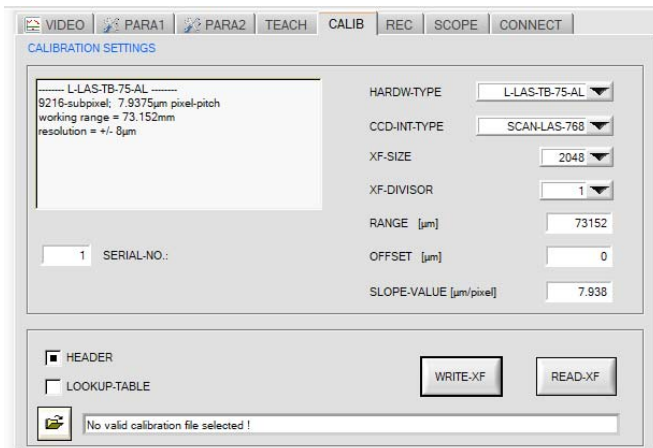 VIDEO PARA1 PARA2 TEACH CALIB REC SCOPE CONNECT
CALIBRATION SETTINGS
-------- L-LAS-TB-75-AL --------
9216-subpixel; 7.9375µm pixel-pitch
working range = 73.152mm
resolution = +/- 8µm
1 SERIAL-NO.:
HARDW-TYPE L-LAS-TB-75-AL
CCD-INT-TYPE SCAN-LAS-768
XF-SIZE 2048
XF-DIVISOR 1
RANGE [µm] 73152
OFFSET [µm] 0
SLOPE-VALUE [µm/pixel] 7.938
HEADER
LOOKUP-TABLE
WRITE-XF READ-XF
No valid calibration file selected !